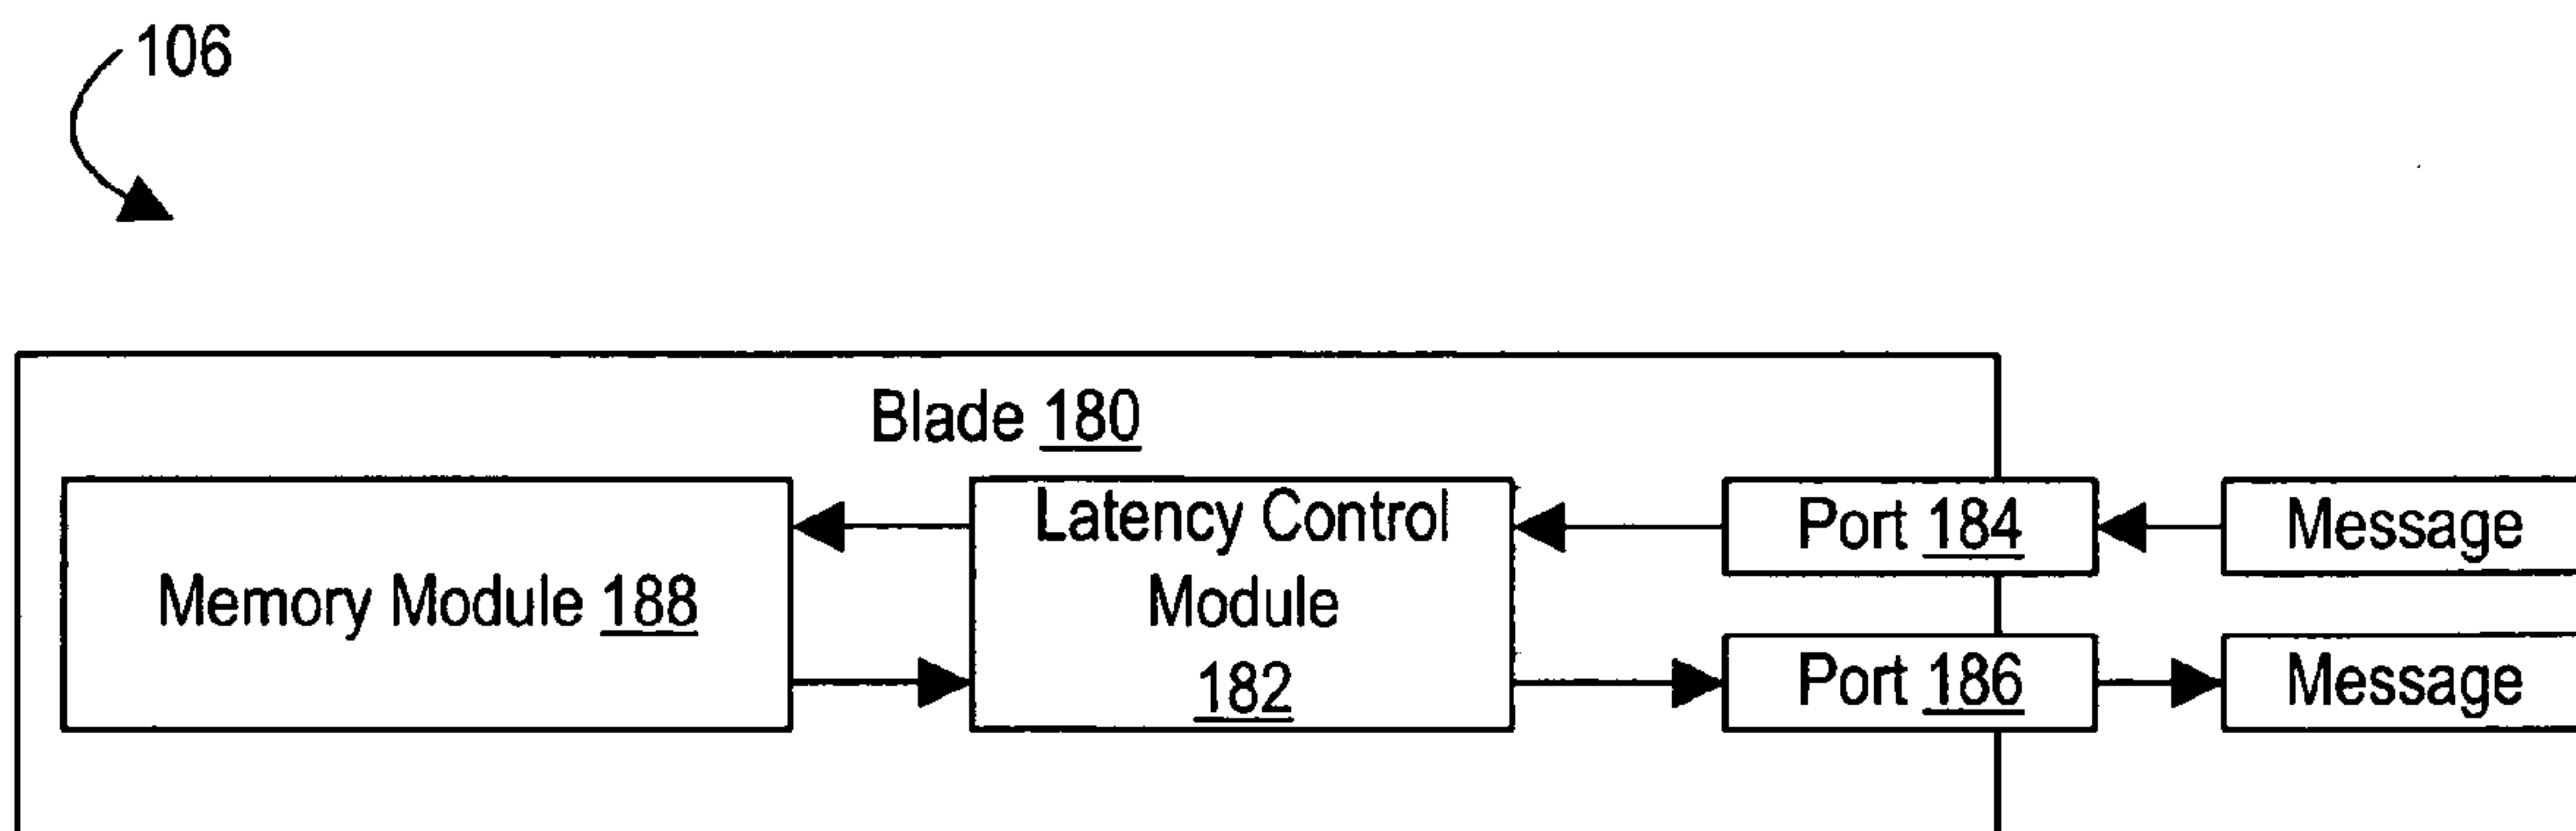 106
Blade 180
Latency Control
Module
182
Memory Module 188
Port 184
Message
Port 186
Message